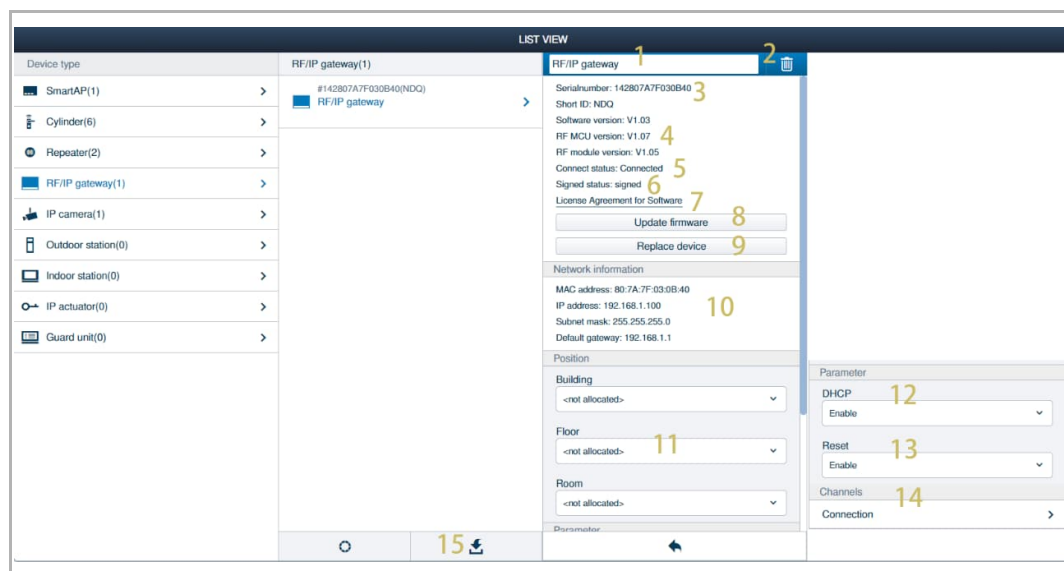 LIST VIEW
Device type
SmartAP(1)
Cylinder(6)
Repeater(2)
RF/IP gateway(1)
IP camera(1)
Outdoor station(0)
Indoor station(0)
IP actuator(0)
Guard unit(0)
RF/IP gateway(1)
#142807A7F030B40(NDQ)
RF/IP gateway
15
RF/IP gateway 1
2
Serialnumber: 142807A7F030B40 3
Short ID: NDQ
Software version: V1.03
RF MCU version: V1.07 4
RF module version: V1.05
Connect status: Connected 5
Signed status: signed 6
License Agreement for Software 7
Update firmware 8
Replace device 9
Network information
MAC address: 80:7A:7F:03:0B:40
IP address: 192.168.1.100 10
Subnet mask: 255.255.255.0
Default gateway: 192.168.1.1
Position
Building
<not allocated>
Floor
<not allocated> 11
Room
<not allocated>
Parameter
Parameter
DHCP 12
Enable
Reset 13
Enable
Channels 14
Connection